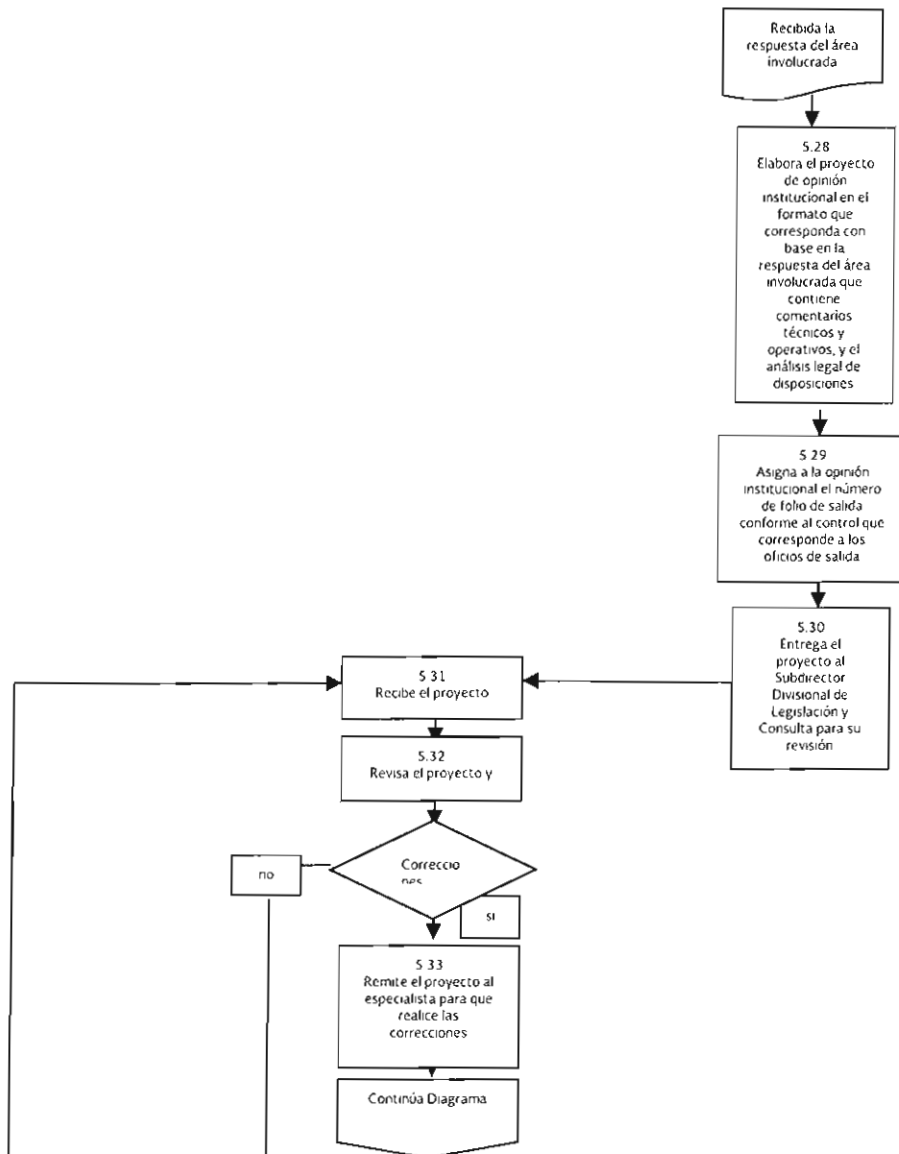 Recibida la
respuesta del área
involucrada
5.28
Elabora el proyecto
de opinión
institucional en el
formato que
corresponda con
base en la
respuesta del área
involucrada que
contiene
comentarios
técnicos y
operativos, y el
análisis legal de
disposiciones
5.29
Asigna a la opinión
institucional el número
de folio de salida
conforme al control que
corresponde a los
oficios de salida
5.30
Entrega el
proyecto al
Subdirector
Divisional de
Legislación y
Consulta para su
revisión
5.31
Recibe el proyecto
5.32
Revisa el proyecto y
Correccio
nes
no
si
5.33
Remite el proyecto al
especialista para que
realice las
correcciones
Continúa Diagrama